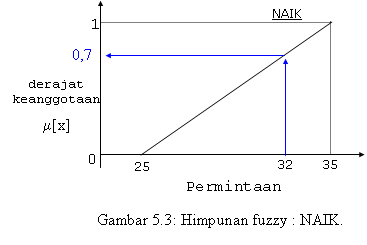 NAIK
1
0,7
derajat
keanggotaan
μ[x]
0
25 32 35
Permintaan
Gambar 5.3: Himpunan fuzzy : NAIK.